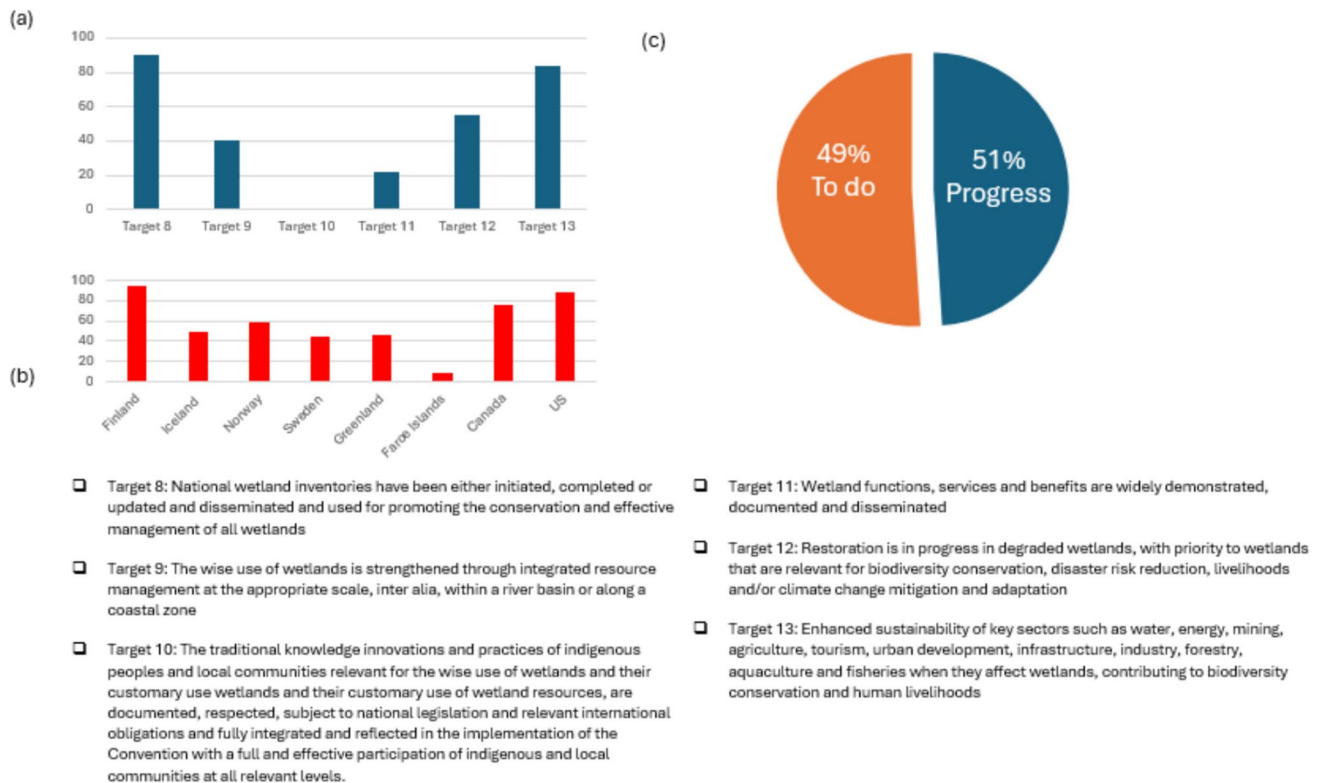 (a)
100
80
60
40
20
0
Target 8 Target 9 Target 10 Target 11 Target 12 Target 13
(b)
100
80
60
40
20
0
Finland Iceland Norway Sweden Greenland Faroe Islands Canada US
(c)
49%
To do
51%
Progress
Target 8: National wetland inventories have been either initiated, completed or
updated and disseminated and used for promoting the conservation and effective
management of all wetlands
Target 9: The wise use of wetlands is strengthened through integrated resource
management at the appropriate scale, inter alia, within a river basin or along a
coastal zone
Target 10: The traditional knowledge innovations and practices of indigenous
peoples and local communities relevant for the wise use of wetlands and their
customary use wetlands and their customary use of wetland resources, are
documented, respected, subject to national legislation and relevant international
obligations and fully integrated and reflected in the implementation of the
Convention with a full and effective participation of indigenous and local
communities at all relevant levels.
Target 11: Wetland functions, services and benefits are widely demonstrated,
documented and disseminated
Target 12: Restoration is in progress in degraded wetlands, with priority to wetlands
that are relevant for biodiversity conservation, disaster risk reduction, livelihoods
and/or climate change mitigation and adaptation
Target 13: Enhanced sustainability of key sectors such as water, energy, mining,
agriculture, tourism, urban development, infrastructure, industry, forestry,
aquaculture and fisheries when they affect wetlands, contributing to biodiversity
conservation and human livelihoods